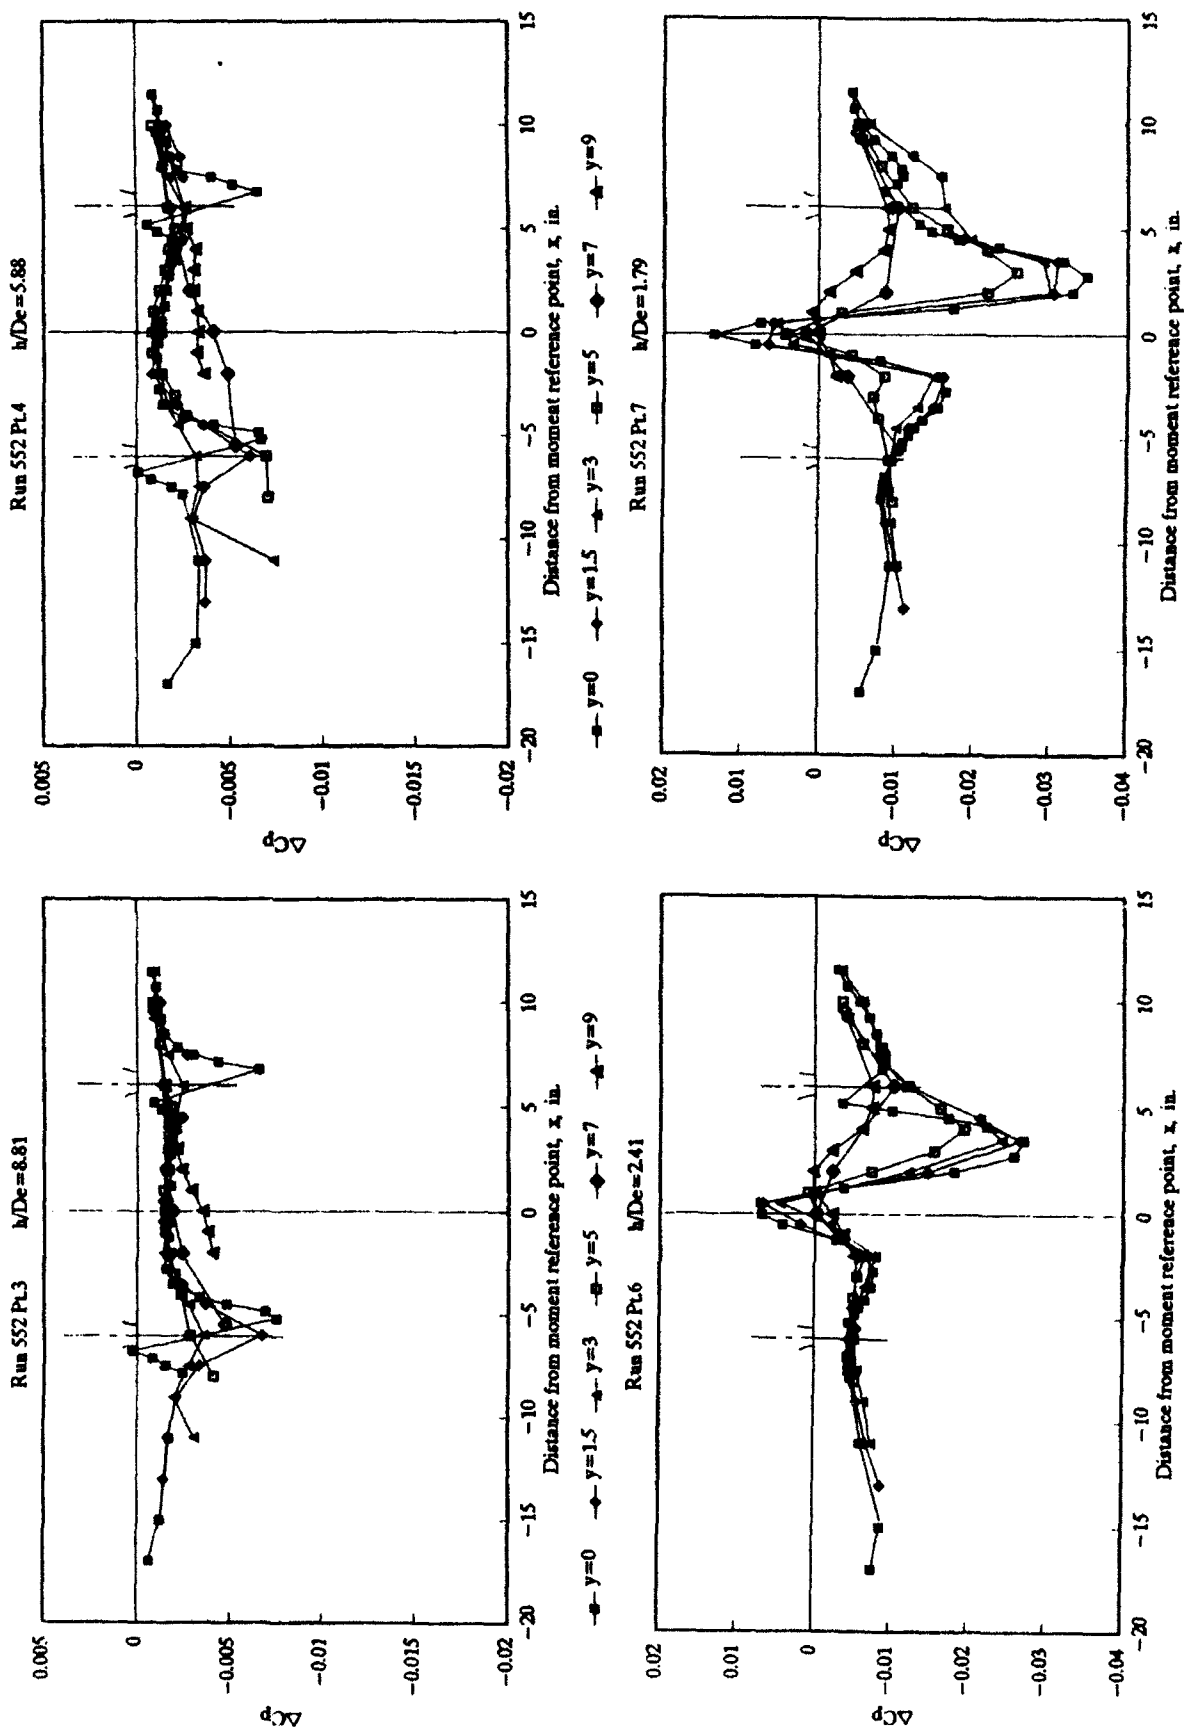 Run 552 Pt.3 h/De=8.81
0.005
0
−0.005
−0.01
−0.015
−0.02
ΔCp
−20 −15 −10 −5 0 5 10 15
Distance from moment reference point, x, in.
Run 552 Pt.4 h/De=5.88
0.005
0
−0.005
−0.01
−0.015
−0.02
ΔCp
−20 −15 −10 −5 0 5 10 15
Distance from moment reference point, x, in.
y=0 y=1.5 y=3 y=5 y=7 y=9
y=0 y=1.5 y=3 y=5 y=7 y=9
Run 552 Pt.6 h/De=2.41
0.02
0.01
0
−0.01
−0.02
−0.03
−0.04
ΔCp
−20 −15 −10 −5 0 5 10 15
Distance from moment reference point, x, in.
Run 552 Pt.7 h/De=1.79
0.02
0.01
0
−0.01
−0.02
−0.03
−0.04
ΔCp
−20 −15 −10 −5 0 5 10 15
Distance from moment reference point, x, in.